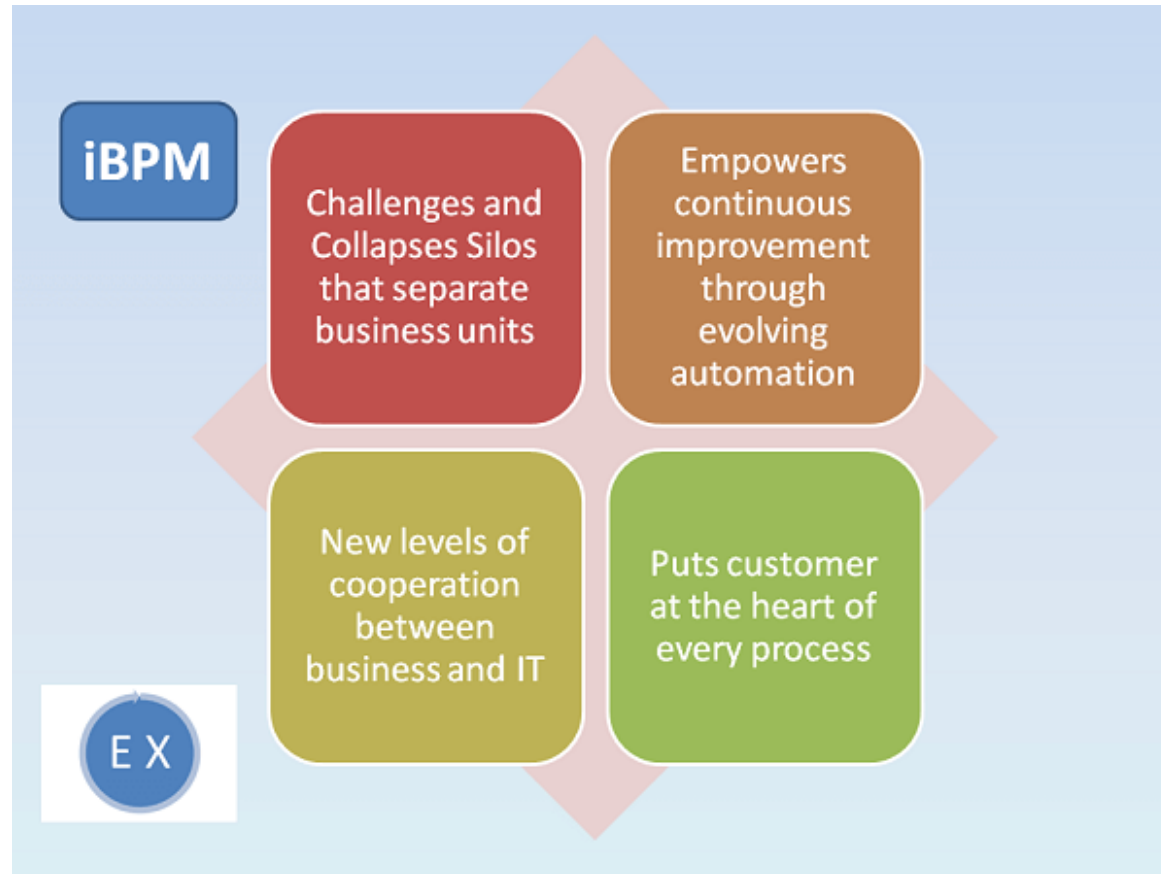 iBPM
Challenges and
Collapses Silos
that separate
business units
Empowers
continuous
improvement
through
evolving
automation
New levels of
cooperation
between
business and IT
Puts customer
at the heart of
every process
E X